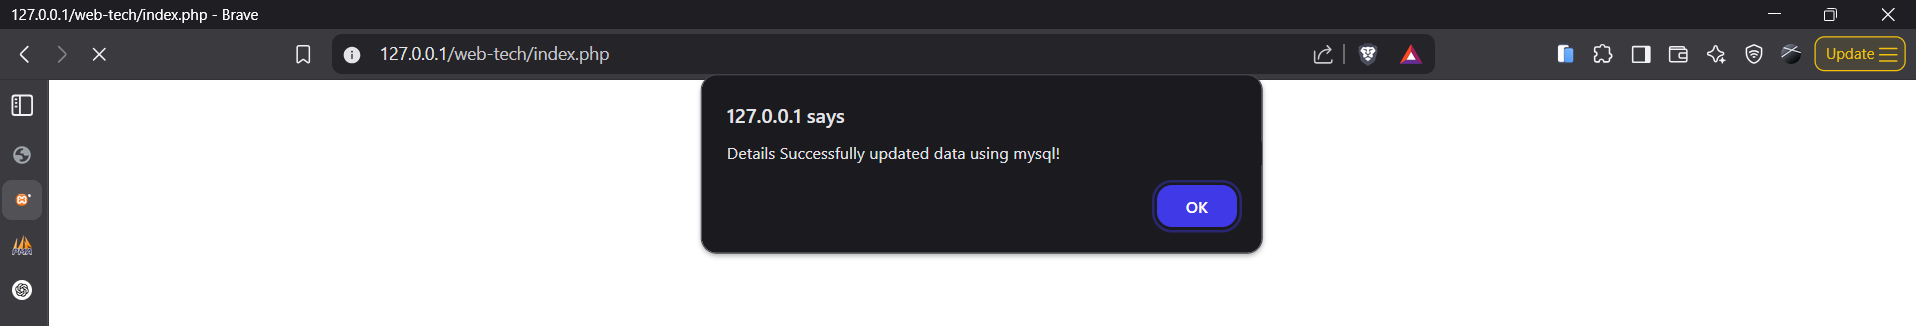 127.0.0.1/web-tech/index.php - Brave
127.0.0.1/web-tech/index.php
Update
127.0.0.1 says
Details Successfully updated data using mysql!
OK
PMA